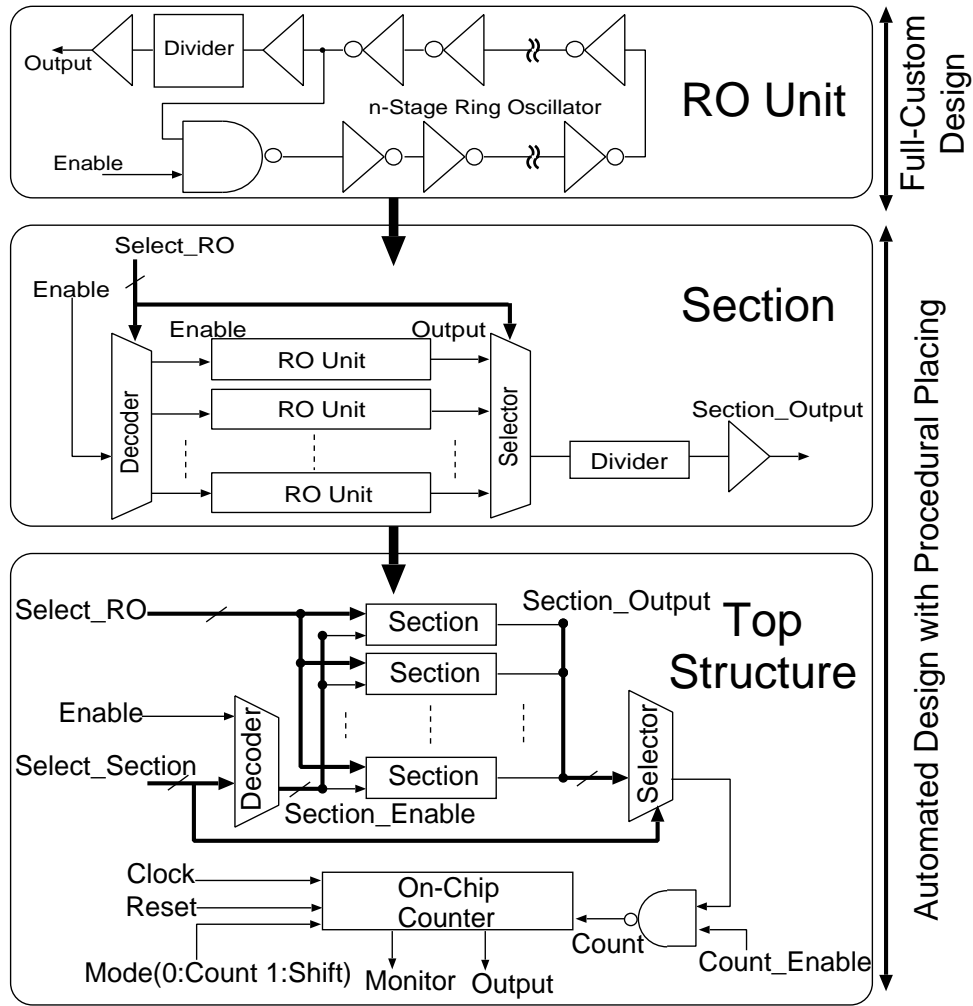 Output
Divider
n-Stage Ring Oscillator
Enable
RO Unit
Full-Custom
Design
Select_RO
Enable
Enable
Output
Section
RO Unit
RO Unit
RO Unit
Decoder
Selector
Divider
Section_Output
Automated Design with Procedural Placing
Select_RO
Section
Section
Section
Section_Output
Top
Structure
Enable
Select_Section
Decoder
Section_Enable
Selector
Clock
Reset
Mode(0:Count 1:Shift)
On-Chip
Counter
Monitor
Output
Count
Count_Enable